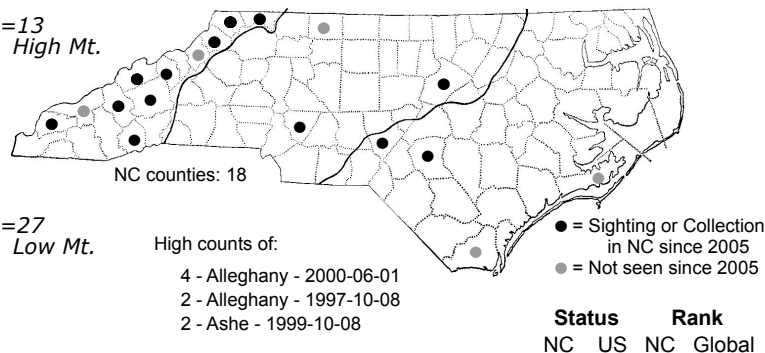 =13
High Mt.
NC counties: 18
=27
Low Mt.
High counts of:
4 - Alleghany - 2000-06-01
2 - Alleghany - 1997-10-08
2 - Ashe - 1999-10-08
● = Sighting or Collection
in NC since 2005
● = Not seen since 2005
Status Rank
NC US NC Global